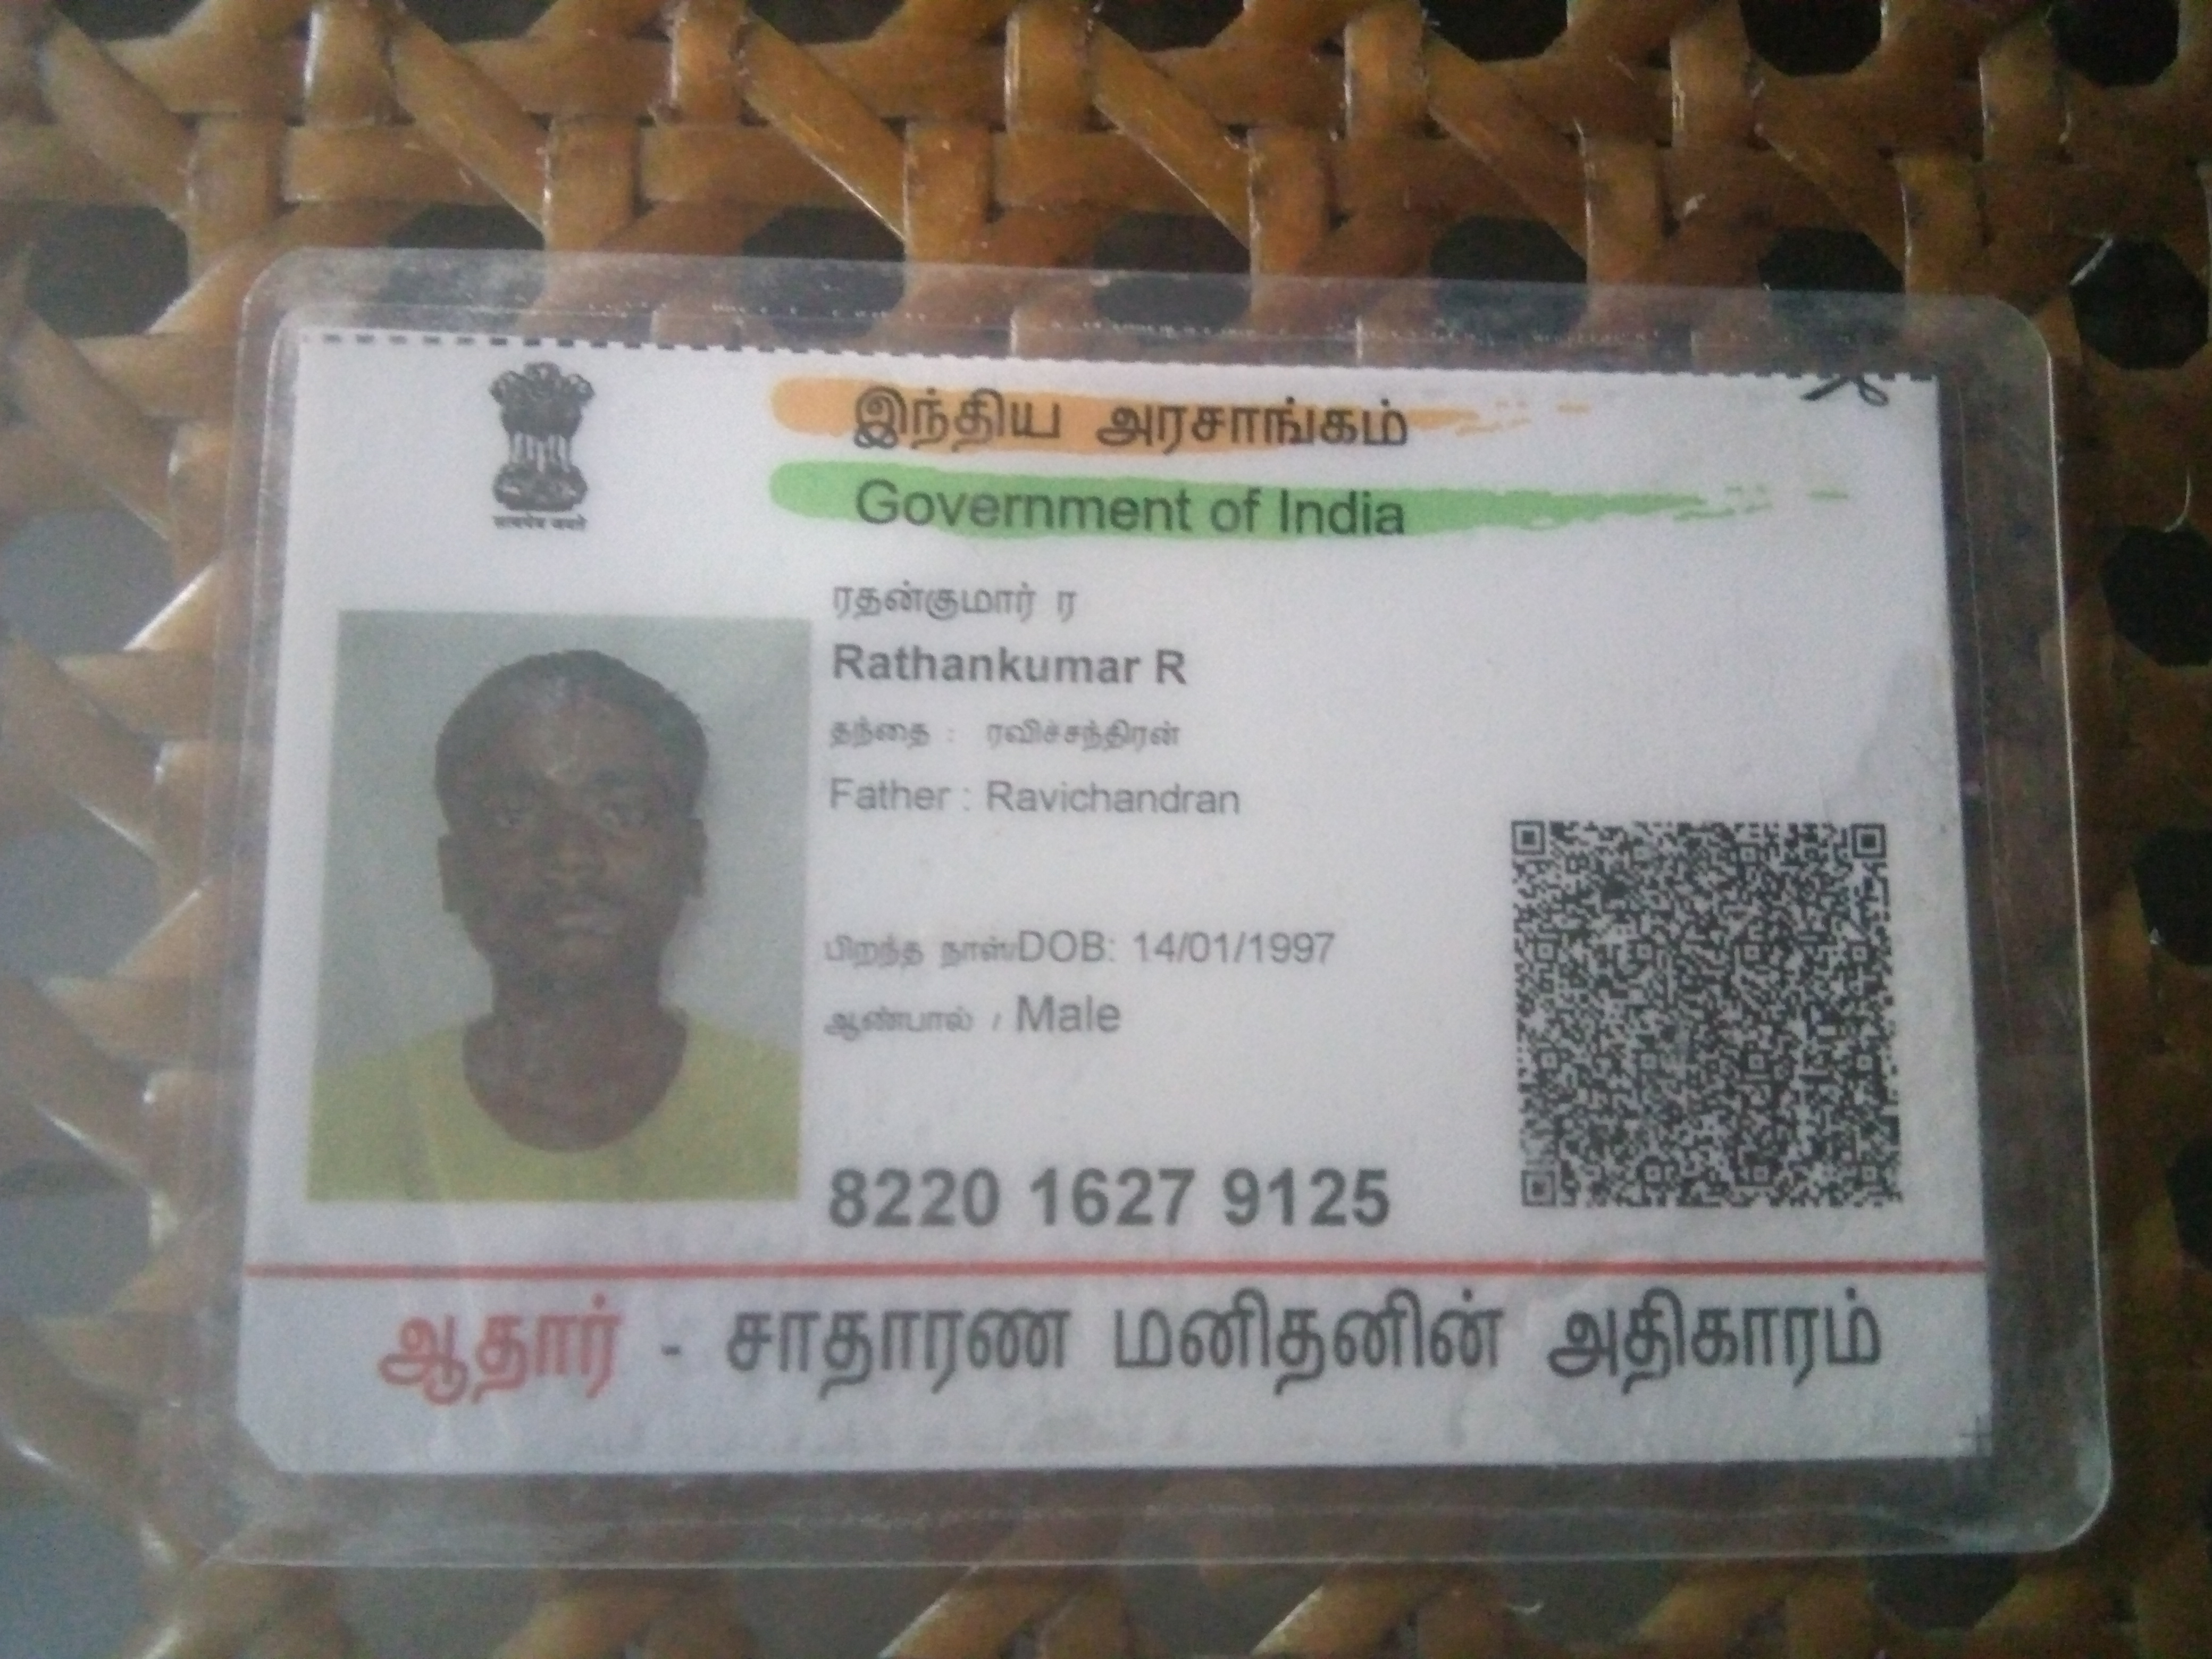 இந்திய அரசாங்கம்
Government of India
सत्यमेव जयते
ரதன்குமார் ர
Rathankumar R
தந்தை : ரவிச்சந்திரன்
Father : Ravichandran
பிறந்த நாள்/DOB: 14/01/1997
ஆண்பால் / Male
8220 1627 9125
ஆதார் - சாதாரண மனிதனின் அதிகாரம்